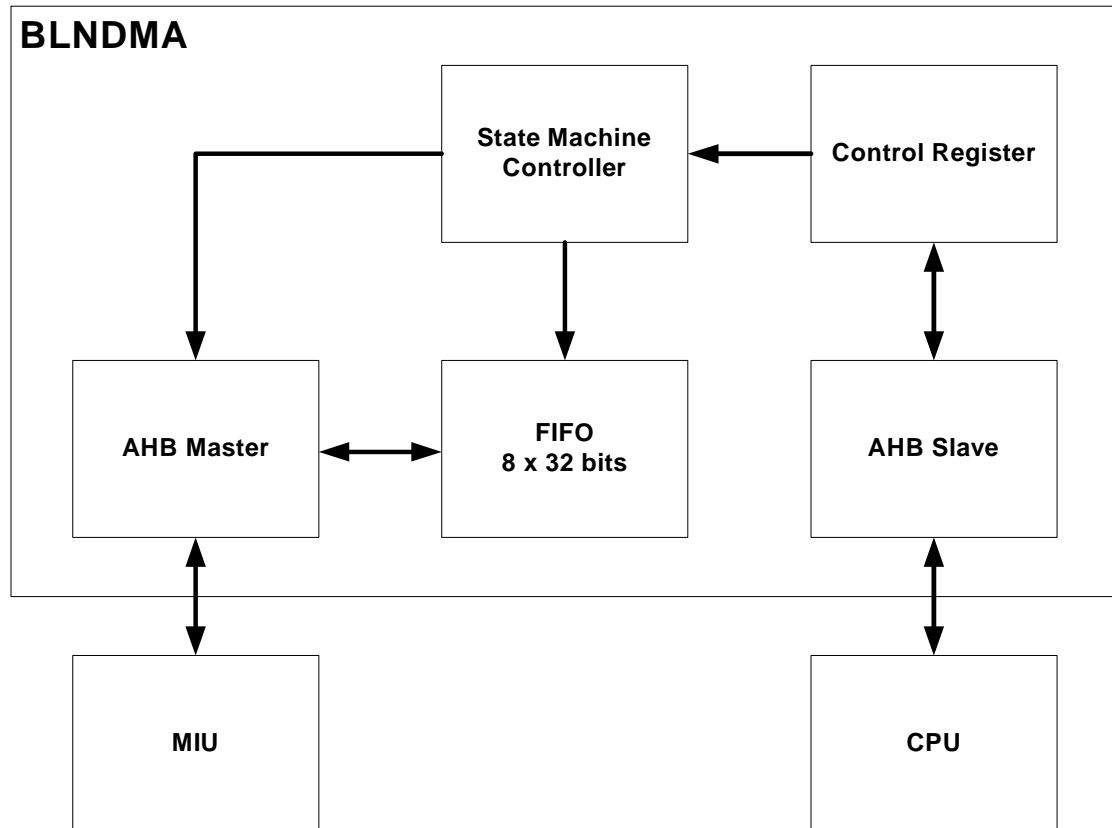 BLNDMA
State Machine
Controller
Control Register
AHB Master
FIFO
8 x 32 bits
AHB Slave
MIU
CPU